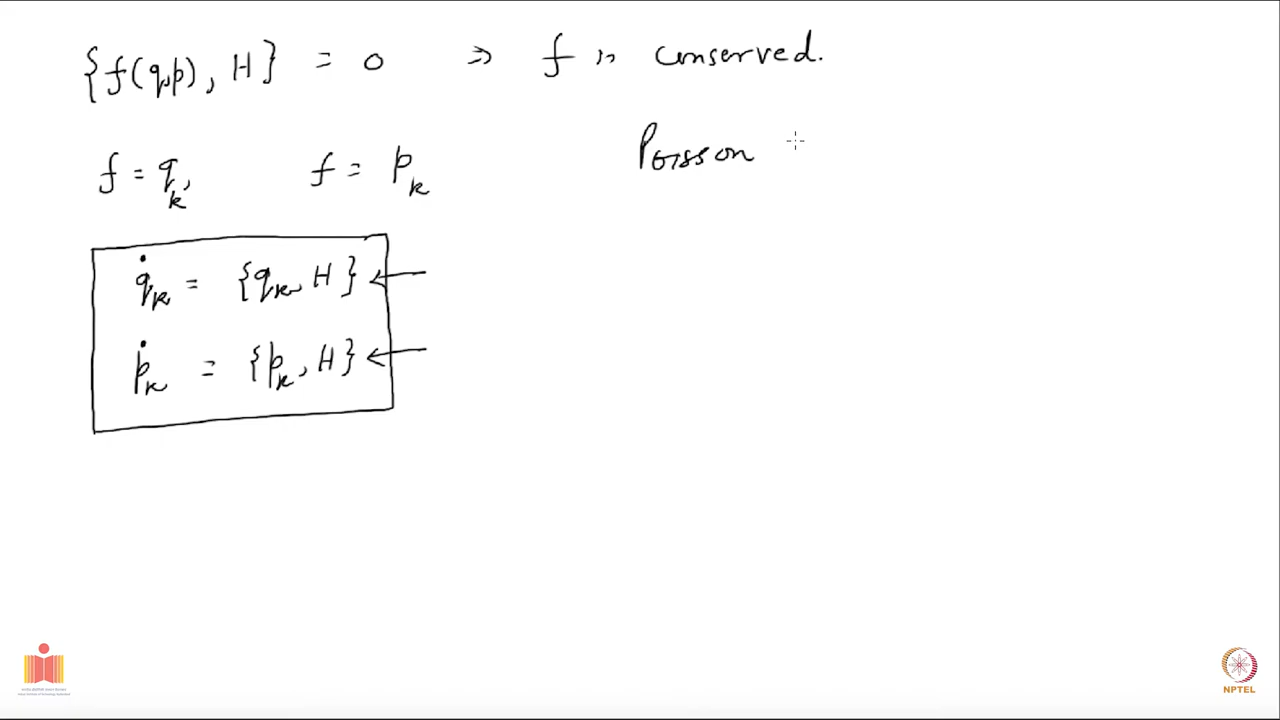 {f(q,p), H} = 0 ⇒ f is conserved.
Poisson
f = q_k, f = p_k
q̇_k = {q_k, H} ←
ṗ_k = {p_k, H} ←
NPTEL